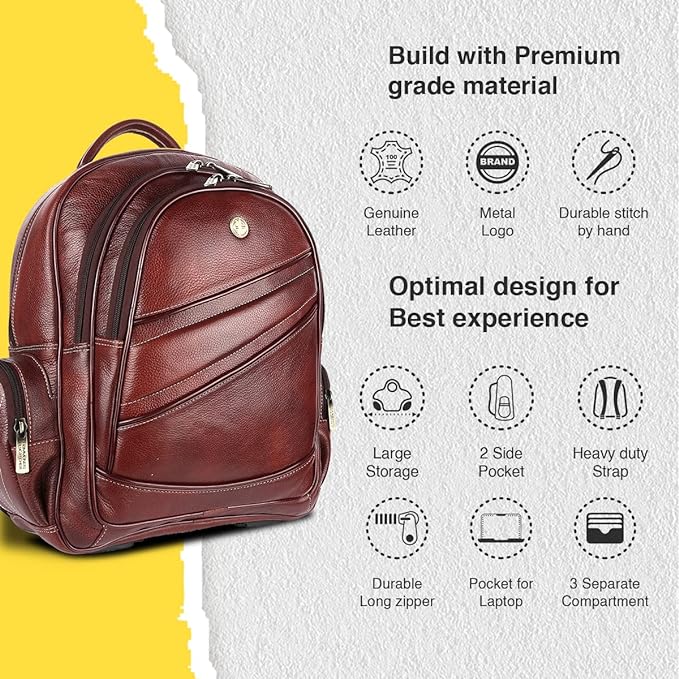 Build with Premium
grade material
100
BRAND
Genuine
Leather
Metal
Logo
Durable stitch
by hand
Optimal design for
Best experience
Large
Storage
2 Side
Pocket
Heavy duty
Strap
Durable
Long zipper
Pocket for
Laptop
3 Separate
Compartment